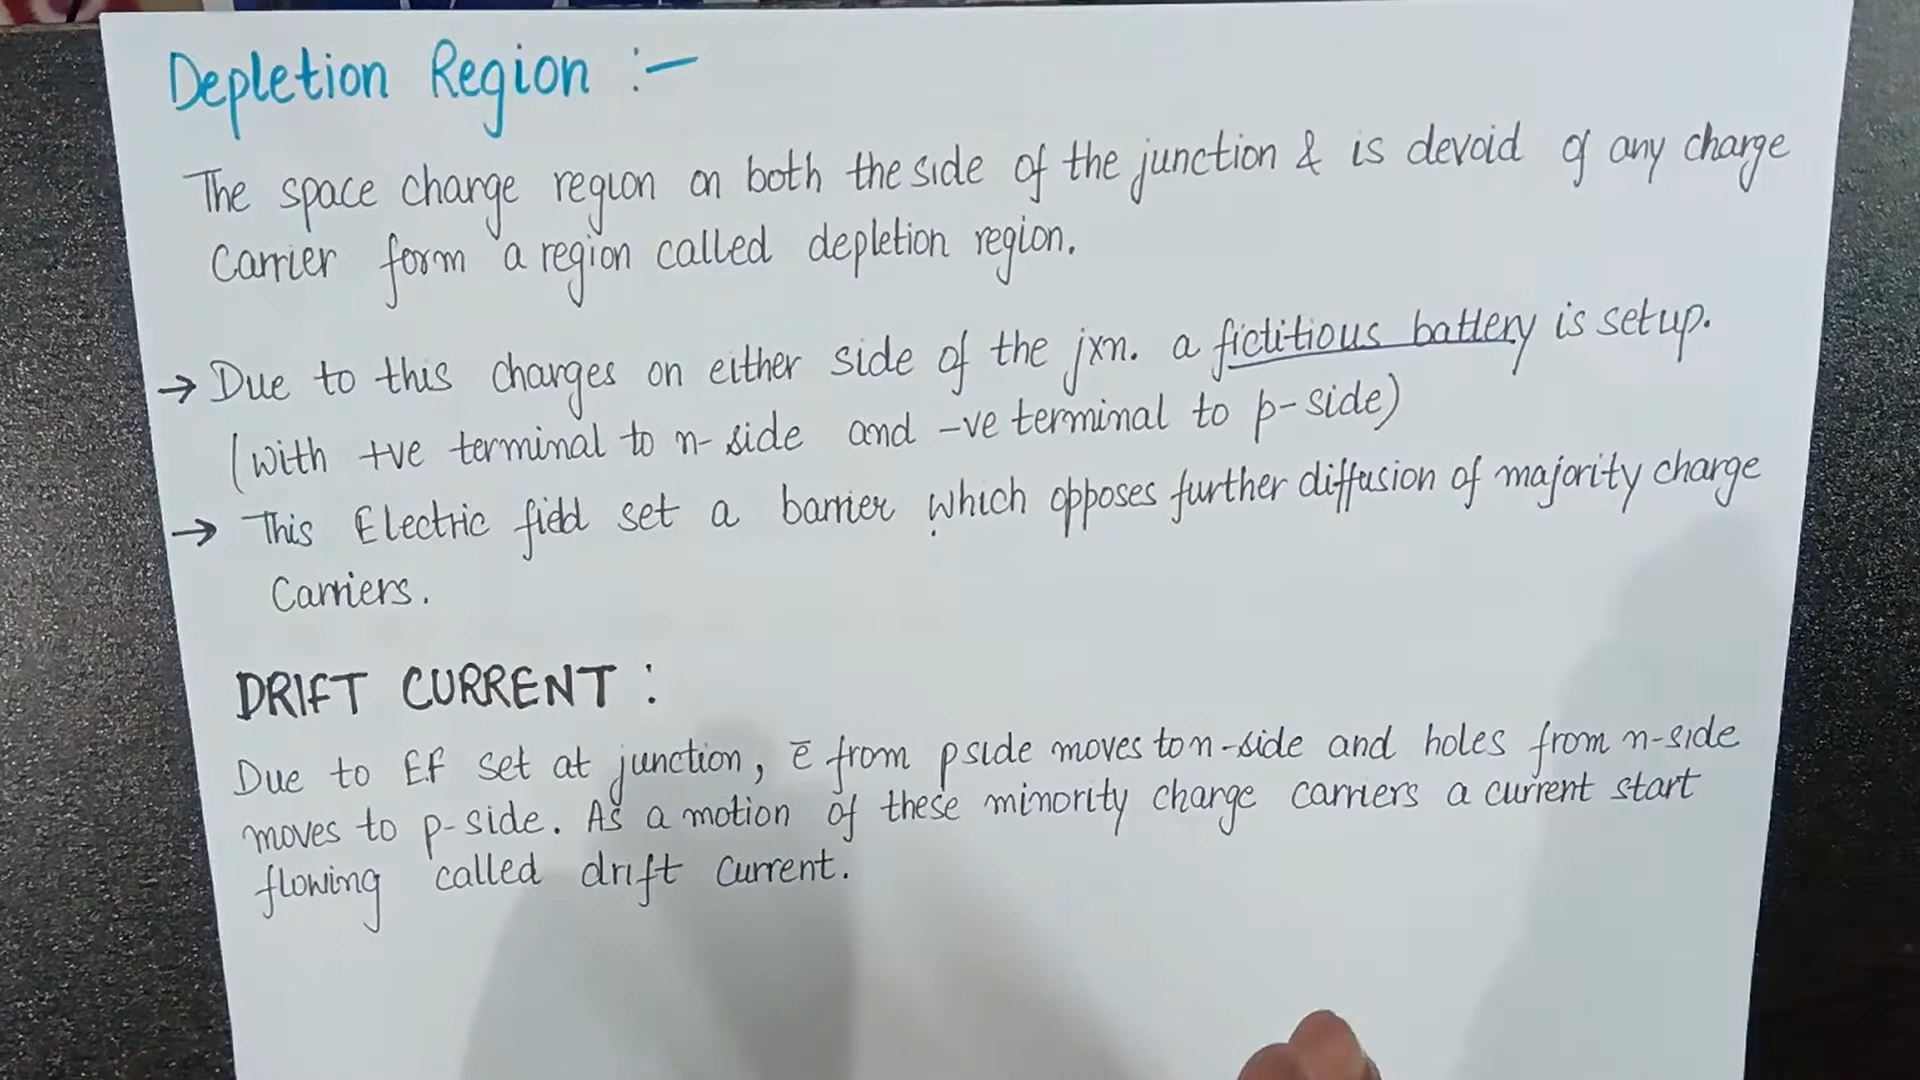 Depletion Region :-
The space charge region on both the side of the junction & is devoid of any charge
Carrier form a region called depletion region.
→ Due to this charges on either side of the jxn. a fictitious battery is setup.
(with +ve terminal to n-side and -ve terminal to p-side)
→ This Electric field set a barrier which opposes further diffusion of majority charge
Carriers.
DRIFT CURRENT :
Due to EF set at junction, e̅ from pside moves to n-side and holes from n-side
moves to p-side. As a motion of these minority charge carriers a current start
flowing called drift current.